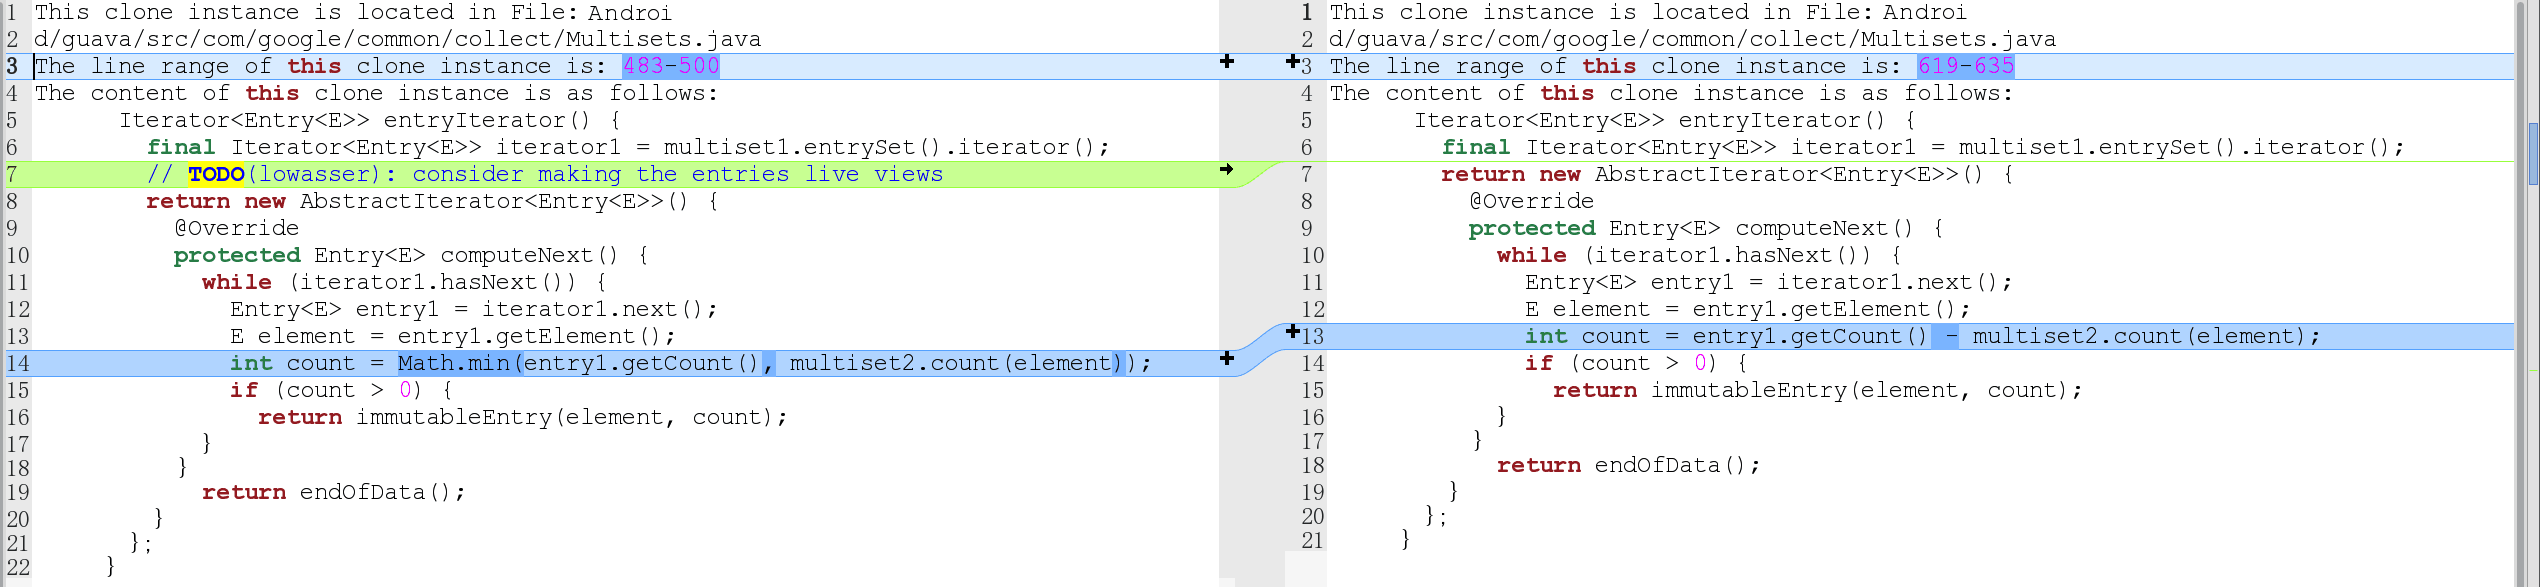 1 This clone instance is located in File: Androi
2 d/guava/src/com/google/common/collect/Multisets.java
3 The line range of this clone instance is: 483-500
4 The content of this clone instance is as follows:
5 Iterator<Entry<E>> entryIterator() {
6 final Iterator<Entry<E>> iterator1 = multiset1.entrySet().iterator();
7 // TODO(lowasser): consider making the entries live views
8 return new AbstractIterator<Entry<E>>() {
9 @Override
10 protected Entry<E> computeNext() {
11 while (iterator1.hasNext()) {
12 Entry<E> entry1 = iterator1.next();
13 E element = entry1.getElement();
14 int count = Math.min(entry1.getCount(), multiset2.count(element));
15 if (count > 0) {
16 return immutableEntry(element, count);
17 }
18 }
19 return endOfData();
20 }
21 };
22 }
1 This clone instance is located in File: Androi
2 d/guava/src/com/google/common/collect/Multisets.java
3 The line range of this clone instance is: 619-635
4 The content of this clone instance is as follows:
5 Iterator<Entry<E>> entryIterator() {
6 final Iterator<Entry<E>> iterator1 = multiset1.entrySet().iterator();
7 return new AbstractIterator<Entry<E>>() {
8 @Override
9 protected Entry<E> computeNext() {
10 while (iterator1.hasNext()) {
11 Entry<E> entry1 = iterator1.next();
12 E element = entry1.getElement();
13 int count = entry1.getCount() - multiset2.count(element);
14 if (count > 0) {
15 return immutableEntry(element, count);
16 }
17 }
18 return endOfData();
19 }
20 };
21 }